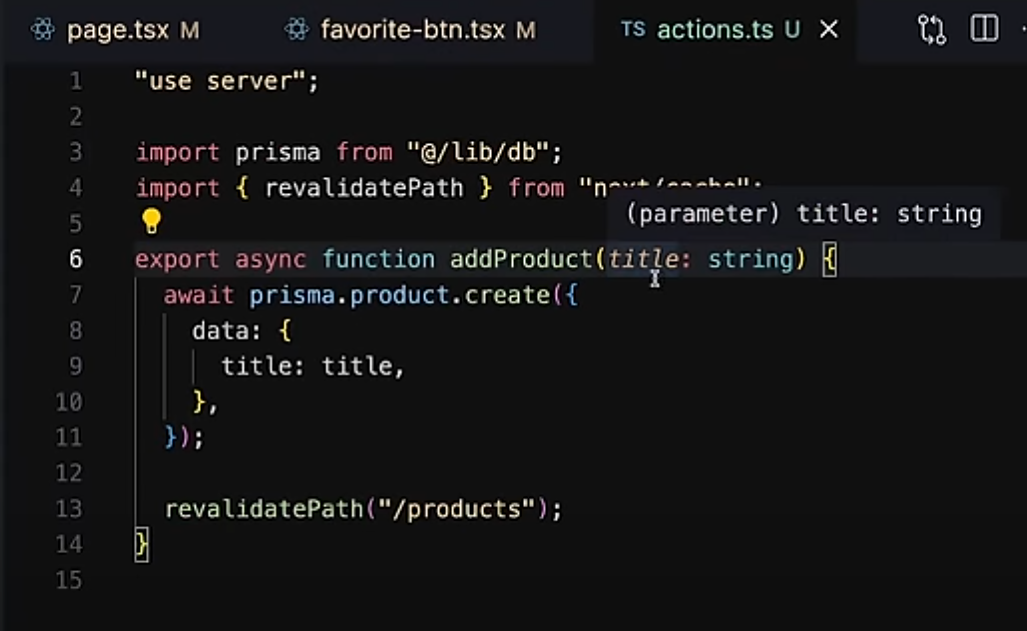 page.tsx M favorite-btn.tsx M TS actions.ts U
1 "use server";
2
3 import prisma from "@/lib/db";
4 import { revalidatePath } from "next/cache";
(parameter) title: string
5
6 export async function addProduct(title: string) {
7 await prisma.product.create({
8 data: {
9 title: title,
10 },
11 });
12
13 revalidatePath("/products");
14 }
15